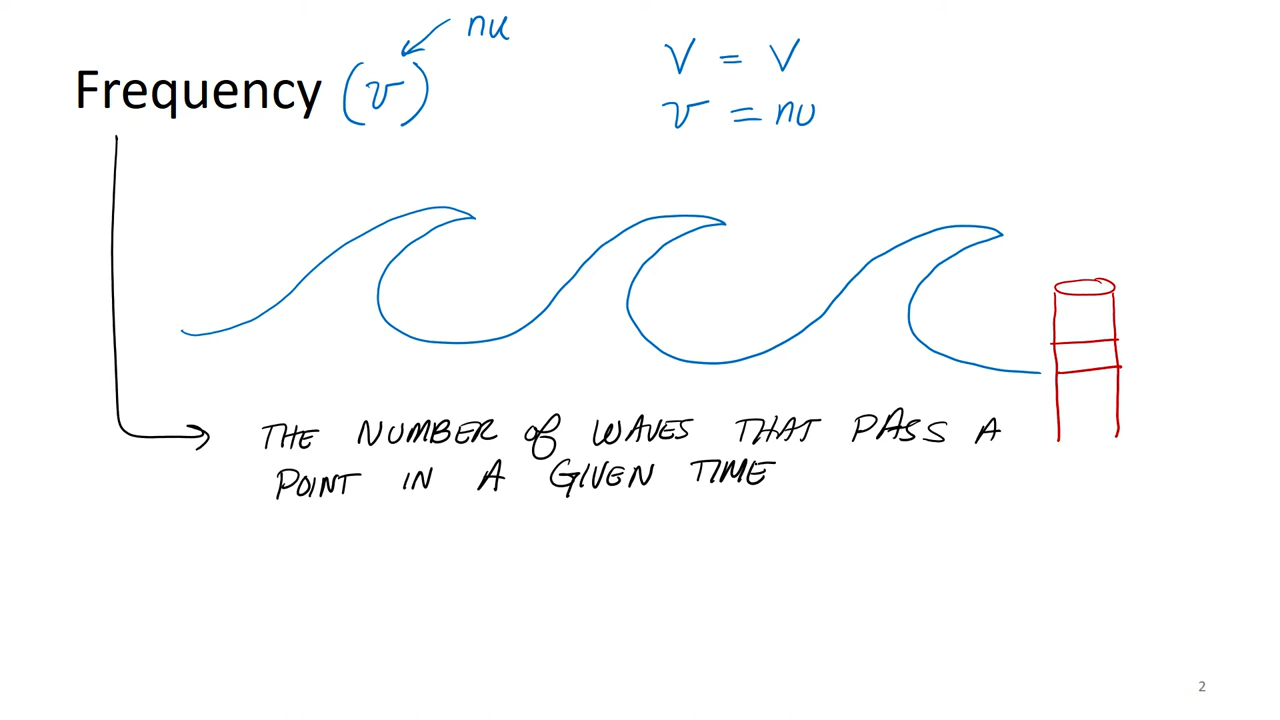 nu
Frequency (ν)
V = V
ν = nu
THE NUMBER of WAVES THAT PASS A
POINT IN A GIVEN TIME
2